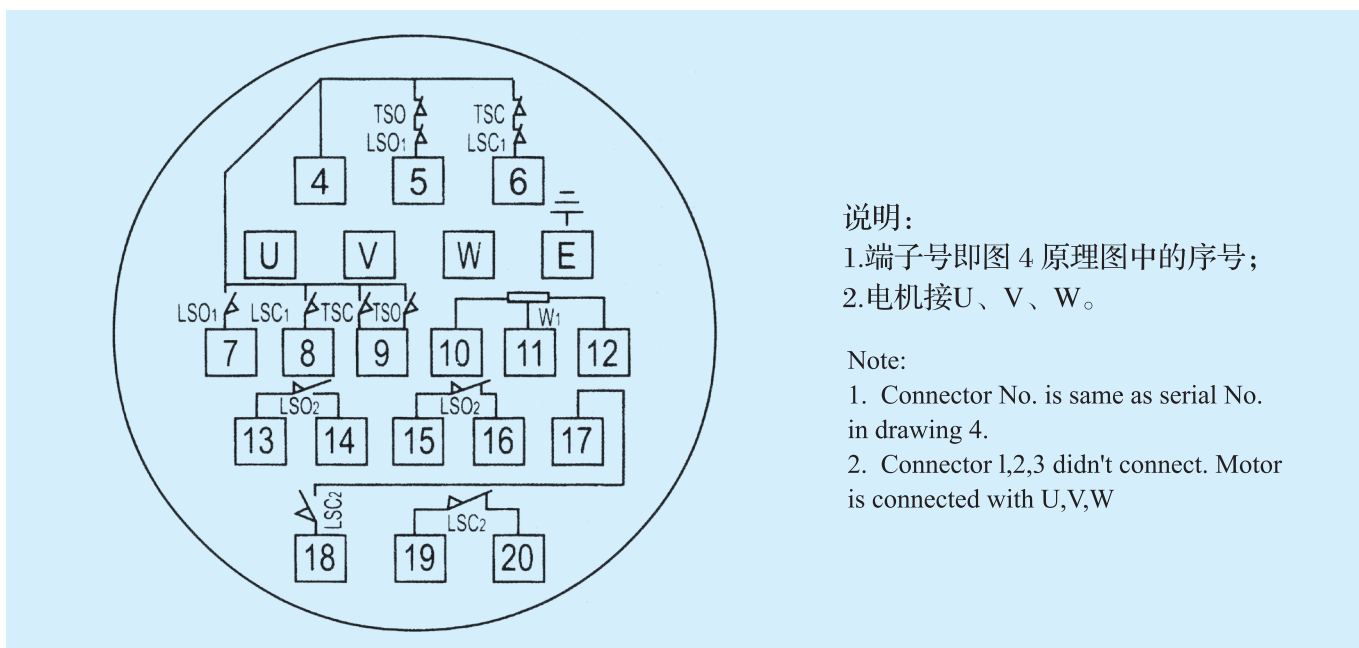 TSO TSC
LSO1 LSC1
4 5 6
U V W E
LSO1 LSC1 TSC TSO W1
7 8 9 10 11 12
LSO2 LSO2
13 14 15 16 17
LSC2 LSC2
18 19 20
说明:
1.端子号即图 4 原理图中的序号;
2.电机接U、V、W。
Note:
1. Connector No. is same as serial No.
in drawing 4.
2. Connector l,2,3 didn't connect. Motor
is connected with U,V,W